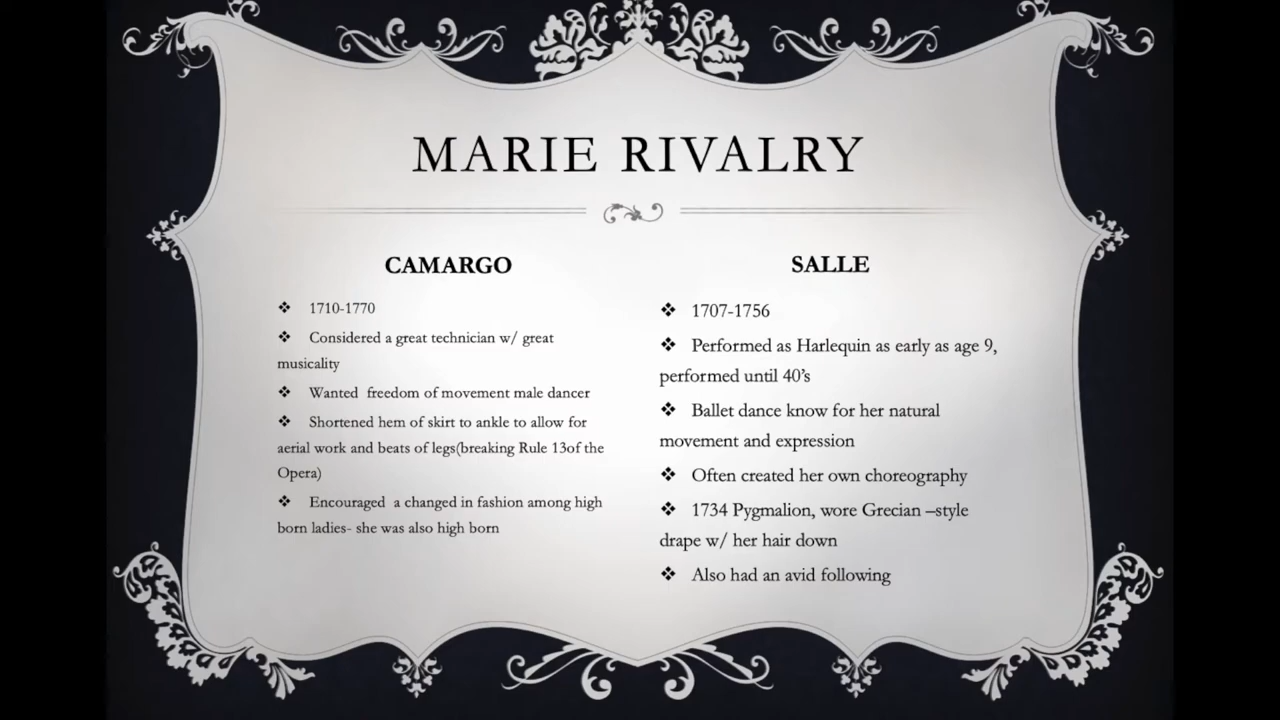 MARIE RIVALRY
CAMARGO
❖ 1710-1770
❖ Considered a great technician w/ great
musicality
❖ Wanted  freedom of movement male dancer
❖ Shortened hem of skirt to ankle to allow for
aerial work and beats of legs(breaking Rule 13of the
Opera)
❖ Encouraged  a changed in fashion among high
born ladies- she was also high born
SALLE
❖ 1707-1756
❖ Performed as Harlequin as early as age 9,
performed until 40's
❖ Ballet dance know for her natural
movement and expression
❖ Often created her own choreography
❖ 1734 Pygmalion, wore Grecian –style
drape w/ her hair down
❖ Also had an avid following